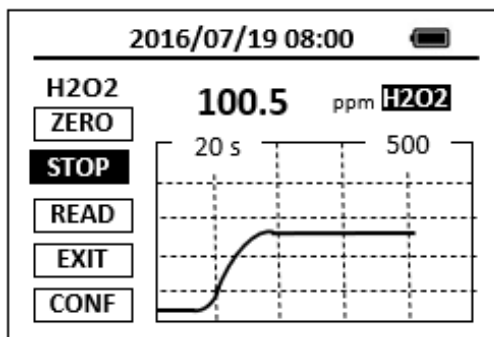 2016/07/19 08:00
H2O2
100.5 ppm H2O2
ZERO
20 s 500
STOP
READ
EXIT
CONF